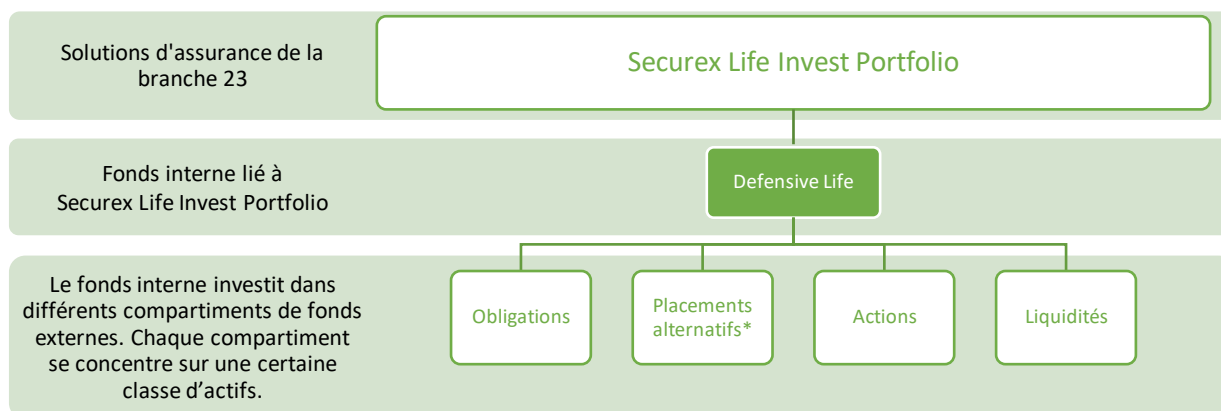 Solutions d'assurance de la
branche 23
Securex Life Invest Portfolio
Fonds interne lié à
Securex Life Invest Portfolio
Defensive Life
Le fonds interne investit dans
différents compartiments de fonds
externes. Chaque compartiment
se concentre sur une certaine
classe d’actifs.
Obligations
Placements
alternatifs*
Actions
Liquidités